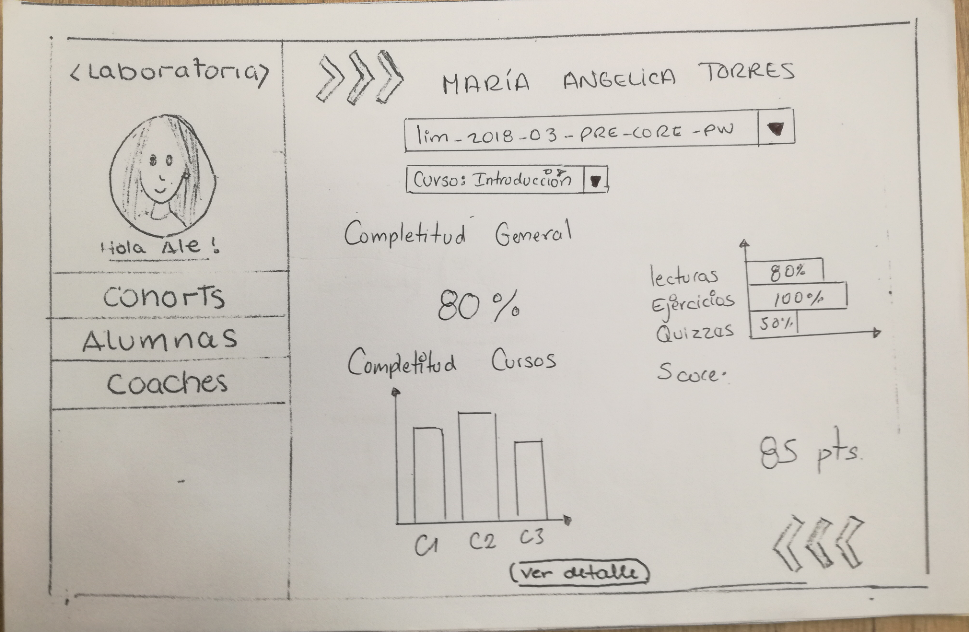 <Laboratoria>
¡Hola Ale!
Cohorts
Alumnas
Coaches
MARÍA ANGELICA TORRES
lim-2018-03-PRE-CORE-PW
Curso: Introducción
Completitud General
80%
lecturas 80%
Ejercicios 100%
Quizzas 50%
Completitud Cursos
C1 C2 C3
Score.
85 pts.
(ver detalle)